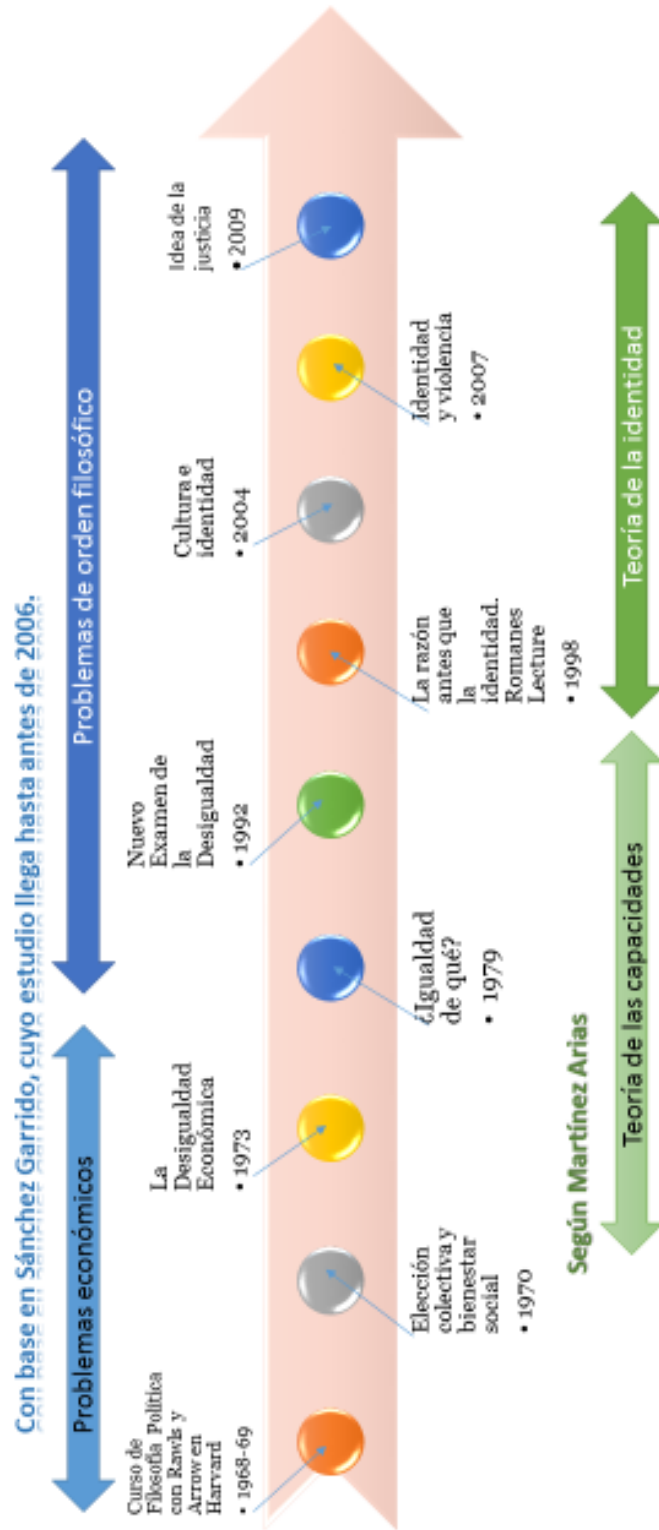 Con base en Sánchez Garrido, cuyo estudio llega hasta antes de 2006.
Problemas económicos
Problemas de orden filosófico
Curso de
Filosofía Política
con Rawls y
Arrow en
Harvard
• 1968-69
La
Desigualdad
Económica
• 1973
Nuevo
Examen de
la
Desigualdad
• 1992
Cultura e
identidad
• 2004
Idea de la
justicia
• 2009
Elección
colectiva y
bienestar
social
• 1970
¿Igualdad
de qué?
• 1979
La razón
antes que
la
identidad.
Romanes
Lecture
• 1998
Identidad
y violencia
• 2007
Según Martínez Arias
Teoría de las capacidades
Teoría de la identidad